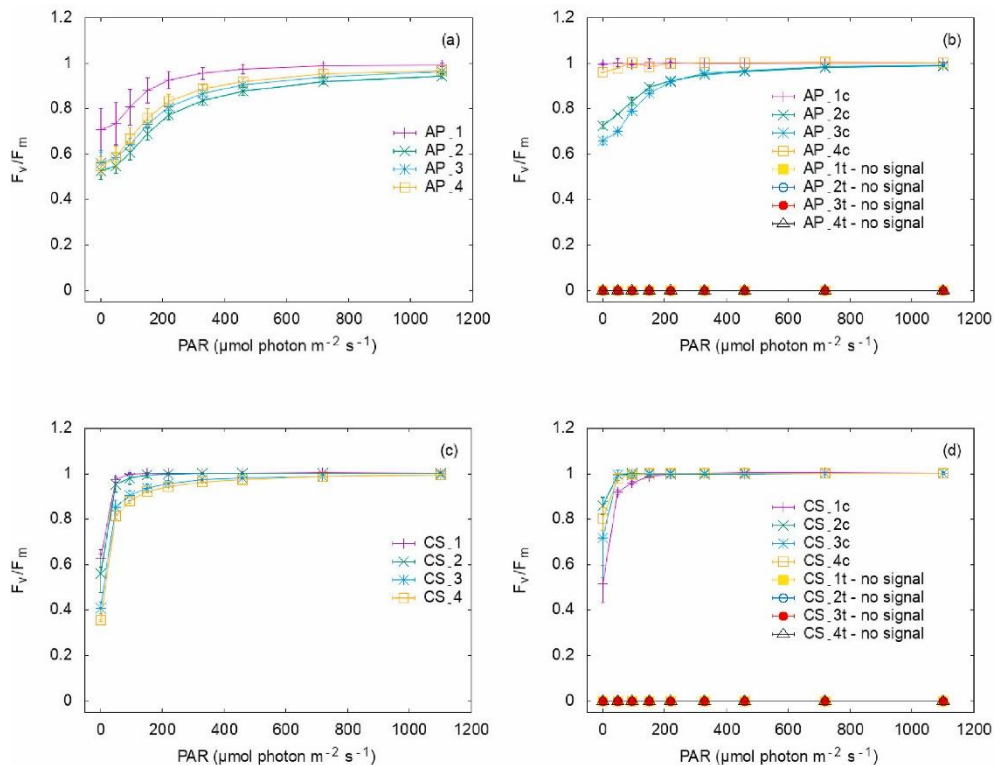 (a)
1.2
1
0.8
0.6
0.4
0.2
0
Fv/Fm
AP_1
AP_2
AP_3
AP_4
0 200 400 600 800 1000 1200
PAR (µmol photon m⁻² s⁻¹)
(b)
1.2
1
0.8
0.6
0.4
0.2
0
Fv/Fm
AP_1c
AP_2c
AP_3c
AP_4c
AP_1t - no signal
AP_2t - no signal
AP_3t - no signal
AP_4t - no signal
0 200 400 600 800 1000 1200
PAR (µmol photon m⁻² s⁻¹)
(c)
1.2
1
0.8
0.6
0.4
0.2
0
Fv/Fm
CS_1
CS_2
CS_3
CS_4
0 200 400 600 800 1000 1200
PAR (µmol photon m⁻² s⁻¹)
(d)
1.2
1
0.8
0.6
0.4
0.2
0
Fv/Fm
CS_1c
CS_2c
CS_3c
CS_4c
CS_1t - no signal
CS_2t - no signal
CS_3t - no signal
CS_4t - no signal
0 200 400 600 800 1000 1200
PAR (µmol photon m⁻² s⁻¹)